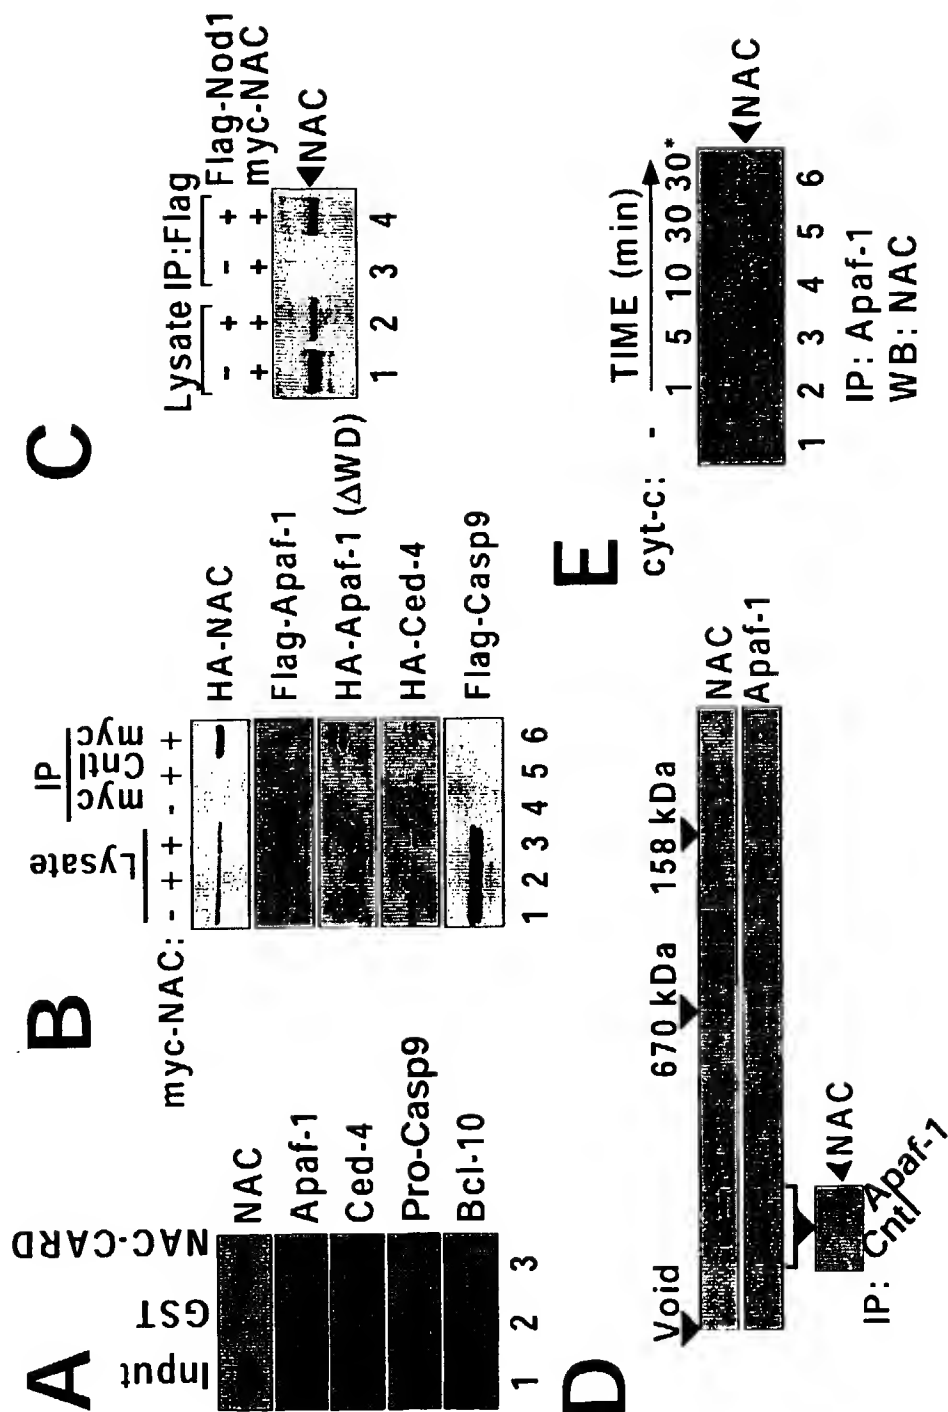 A
Input GST NAC-CARD
NAC
Apaf-1
Ced-4
Pro-Casp9
Bcl-10
1 2 3
B
Lysate IP
myc Cntl myc
myc-NAC: - + + - + +
HA-NAC
Flag-Apaf-1
HA-Apaf-1 (ΔWD)
HA-Ced-4
Flag-Casp9
1 2 3 4 5 6
C
Lysate IP:Flag
- + - + Flag-Nod1
+ + + + myc-NAC
NAC
1 2 3 4
D
Void 670 kDa 158 kDa
NAC
Apaf-1
NAC
IP: Cntl Apaf-1
E
TIME (min)
cyt-c: - 1 5 10 30 30*
NAC
1 2 3 4 5 6
IP: Apaf-1
WB: NAC